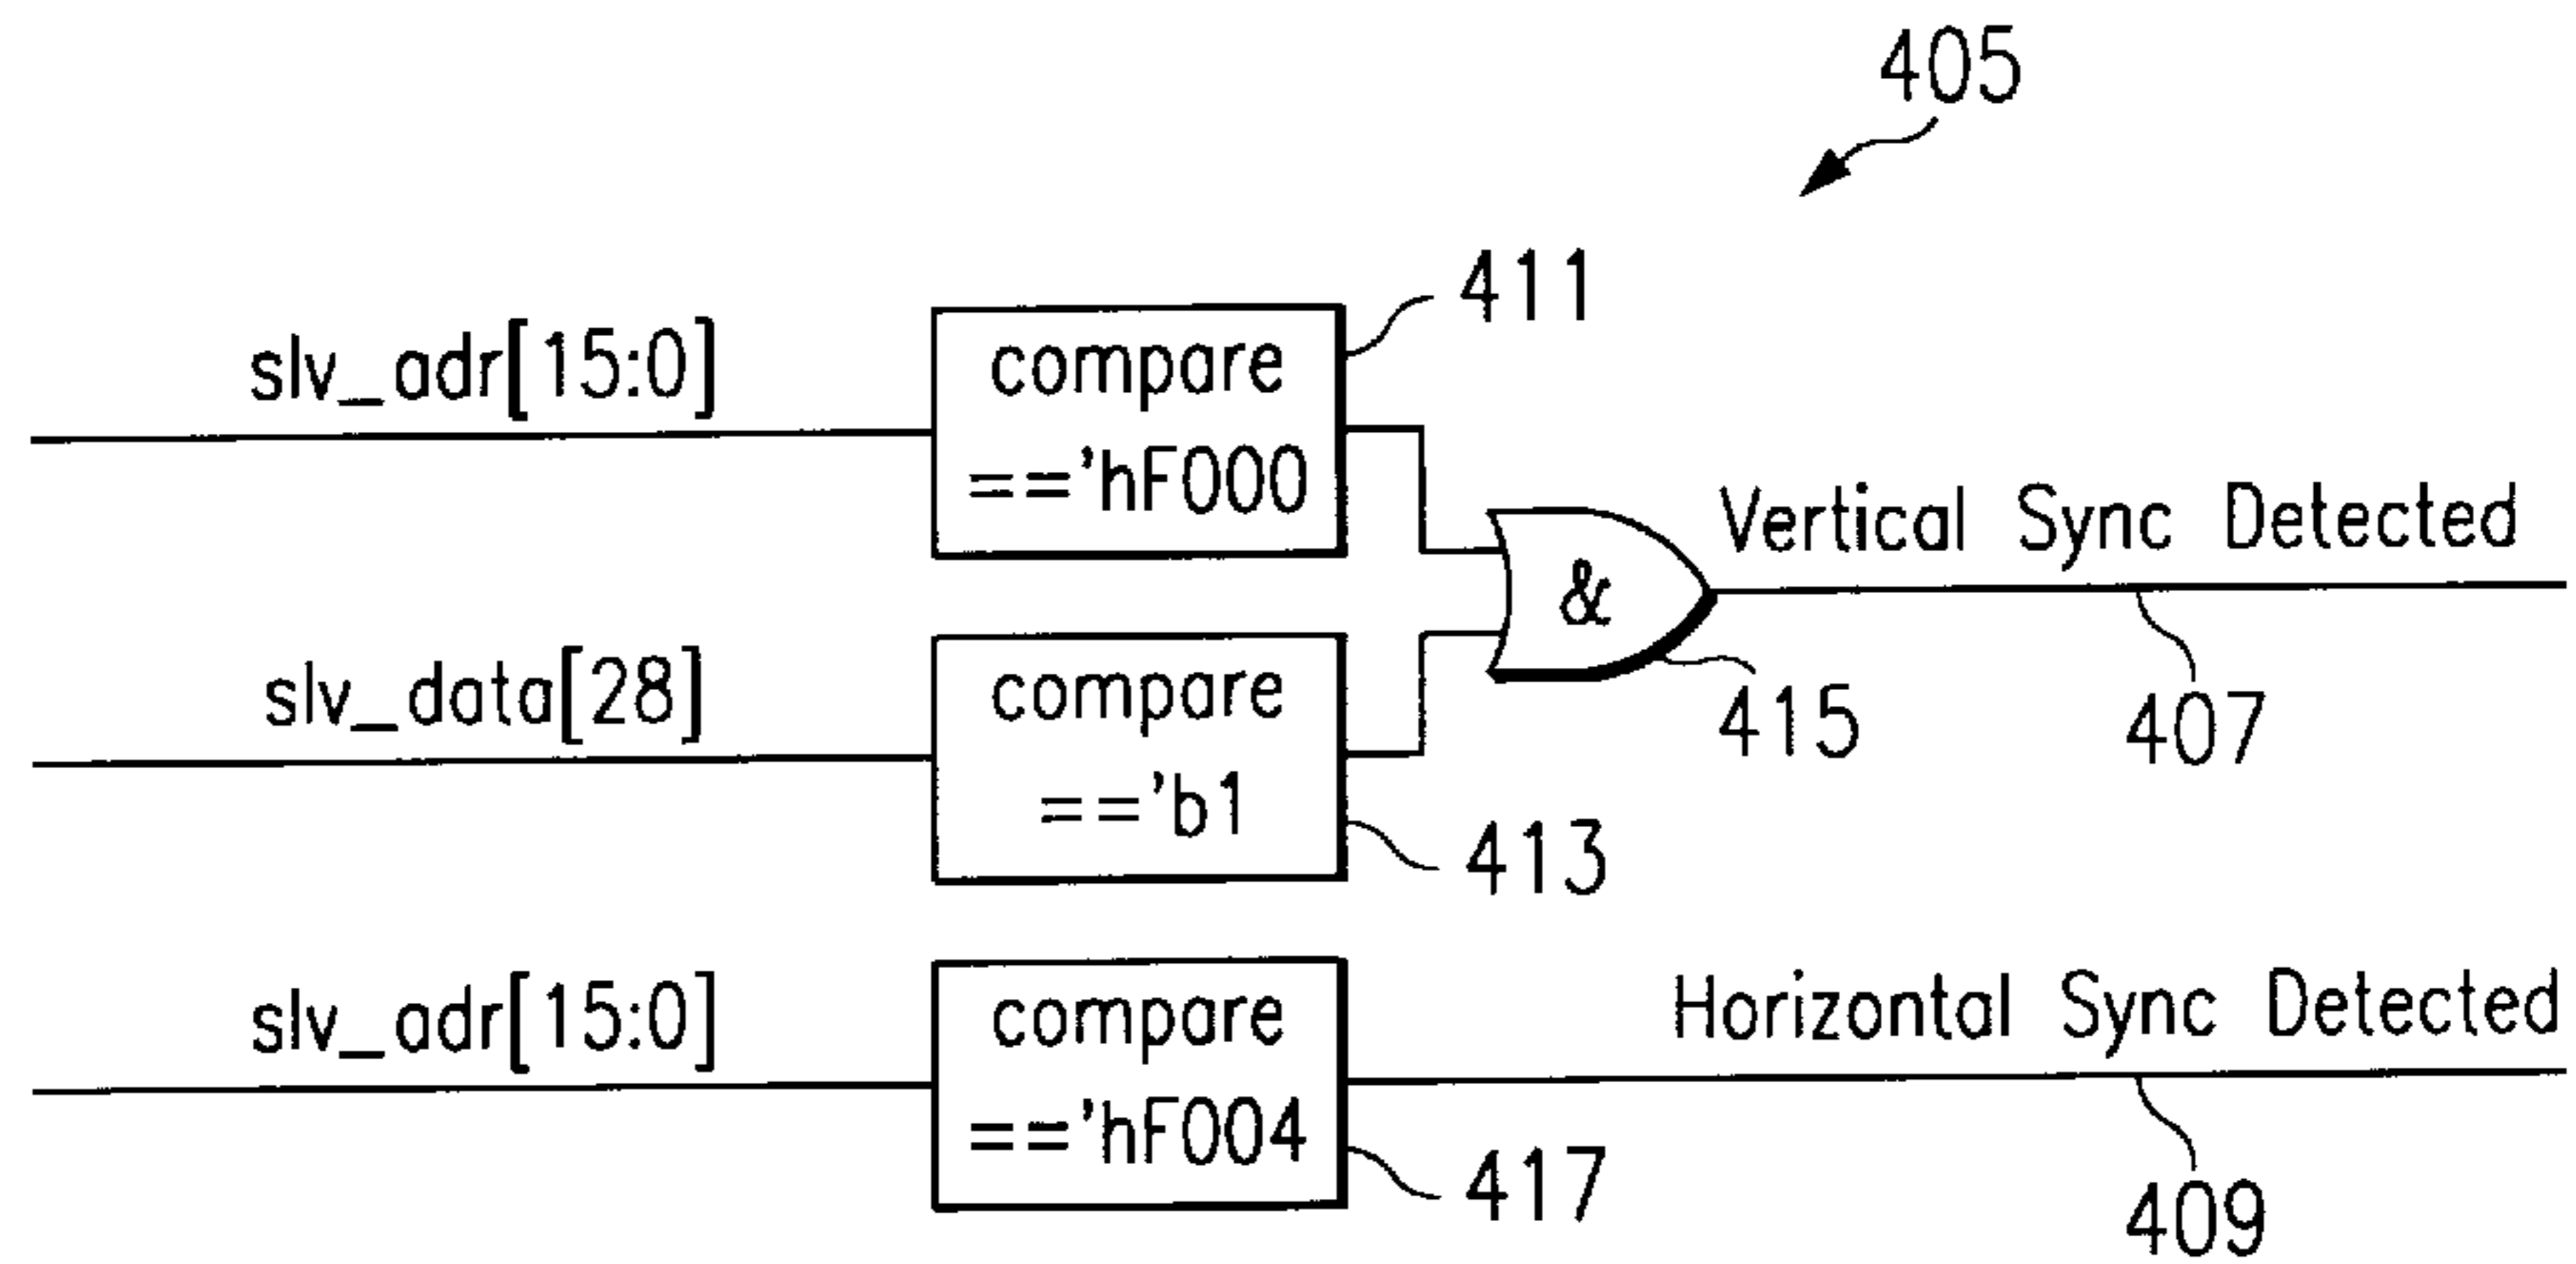 405
411
slv_adr[15:0]
compare
=='hF000
Vertical Sync Detected
&
415
407
slv_data[28]
compare
=='b1
413
slv_adr[15:0]
compare
=='hF004
Horizontal Sync Detected
417
409